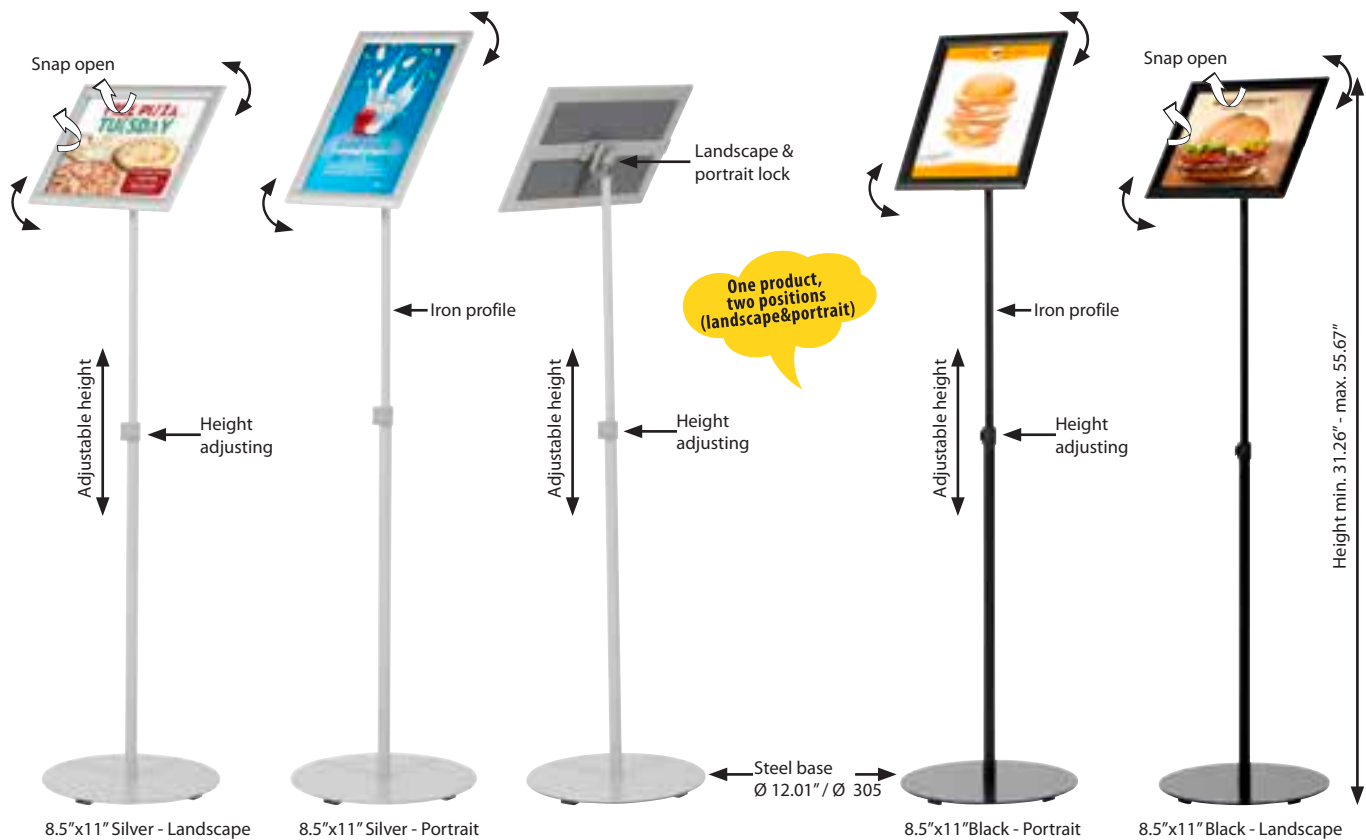 Snap open
FREE PIZZA
TUESDAY
Landscape &
portrait lock
Snap open
One product,
two positions
(landscape&portrait)
Iron profile
Iron profile
Adjustable height
Height
adjusting
Adjustable height
Height
adjusting
Adjustable height
Height
adjusting
Height min. 31.26” - max. 55.67”
Steel base
Ø 12.01” / Ø 305
8.5”x11” Silver - Landscape
8.5”x11” Silver - Portrait
8.5”x11”Black - Portrait
8.5”x11” Black - Landscape